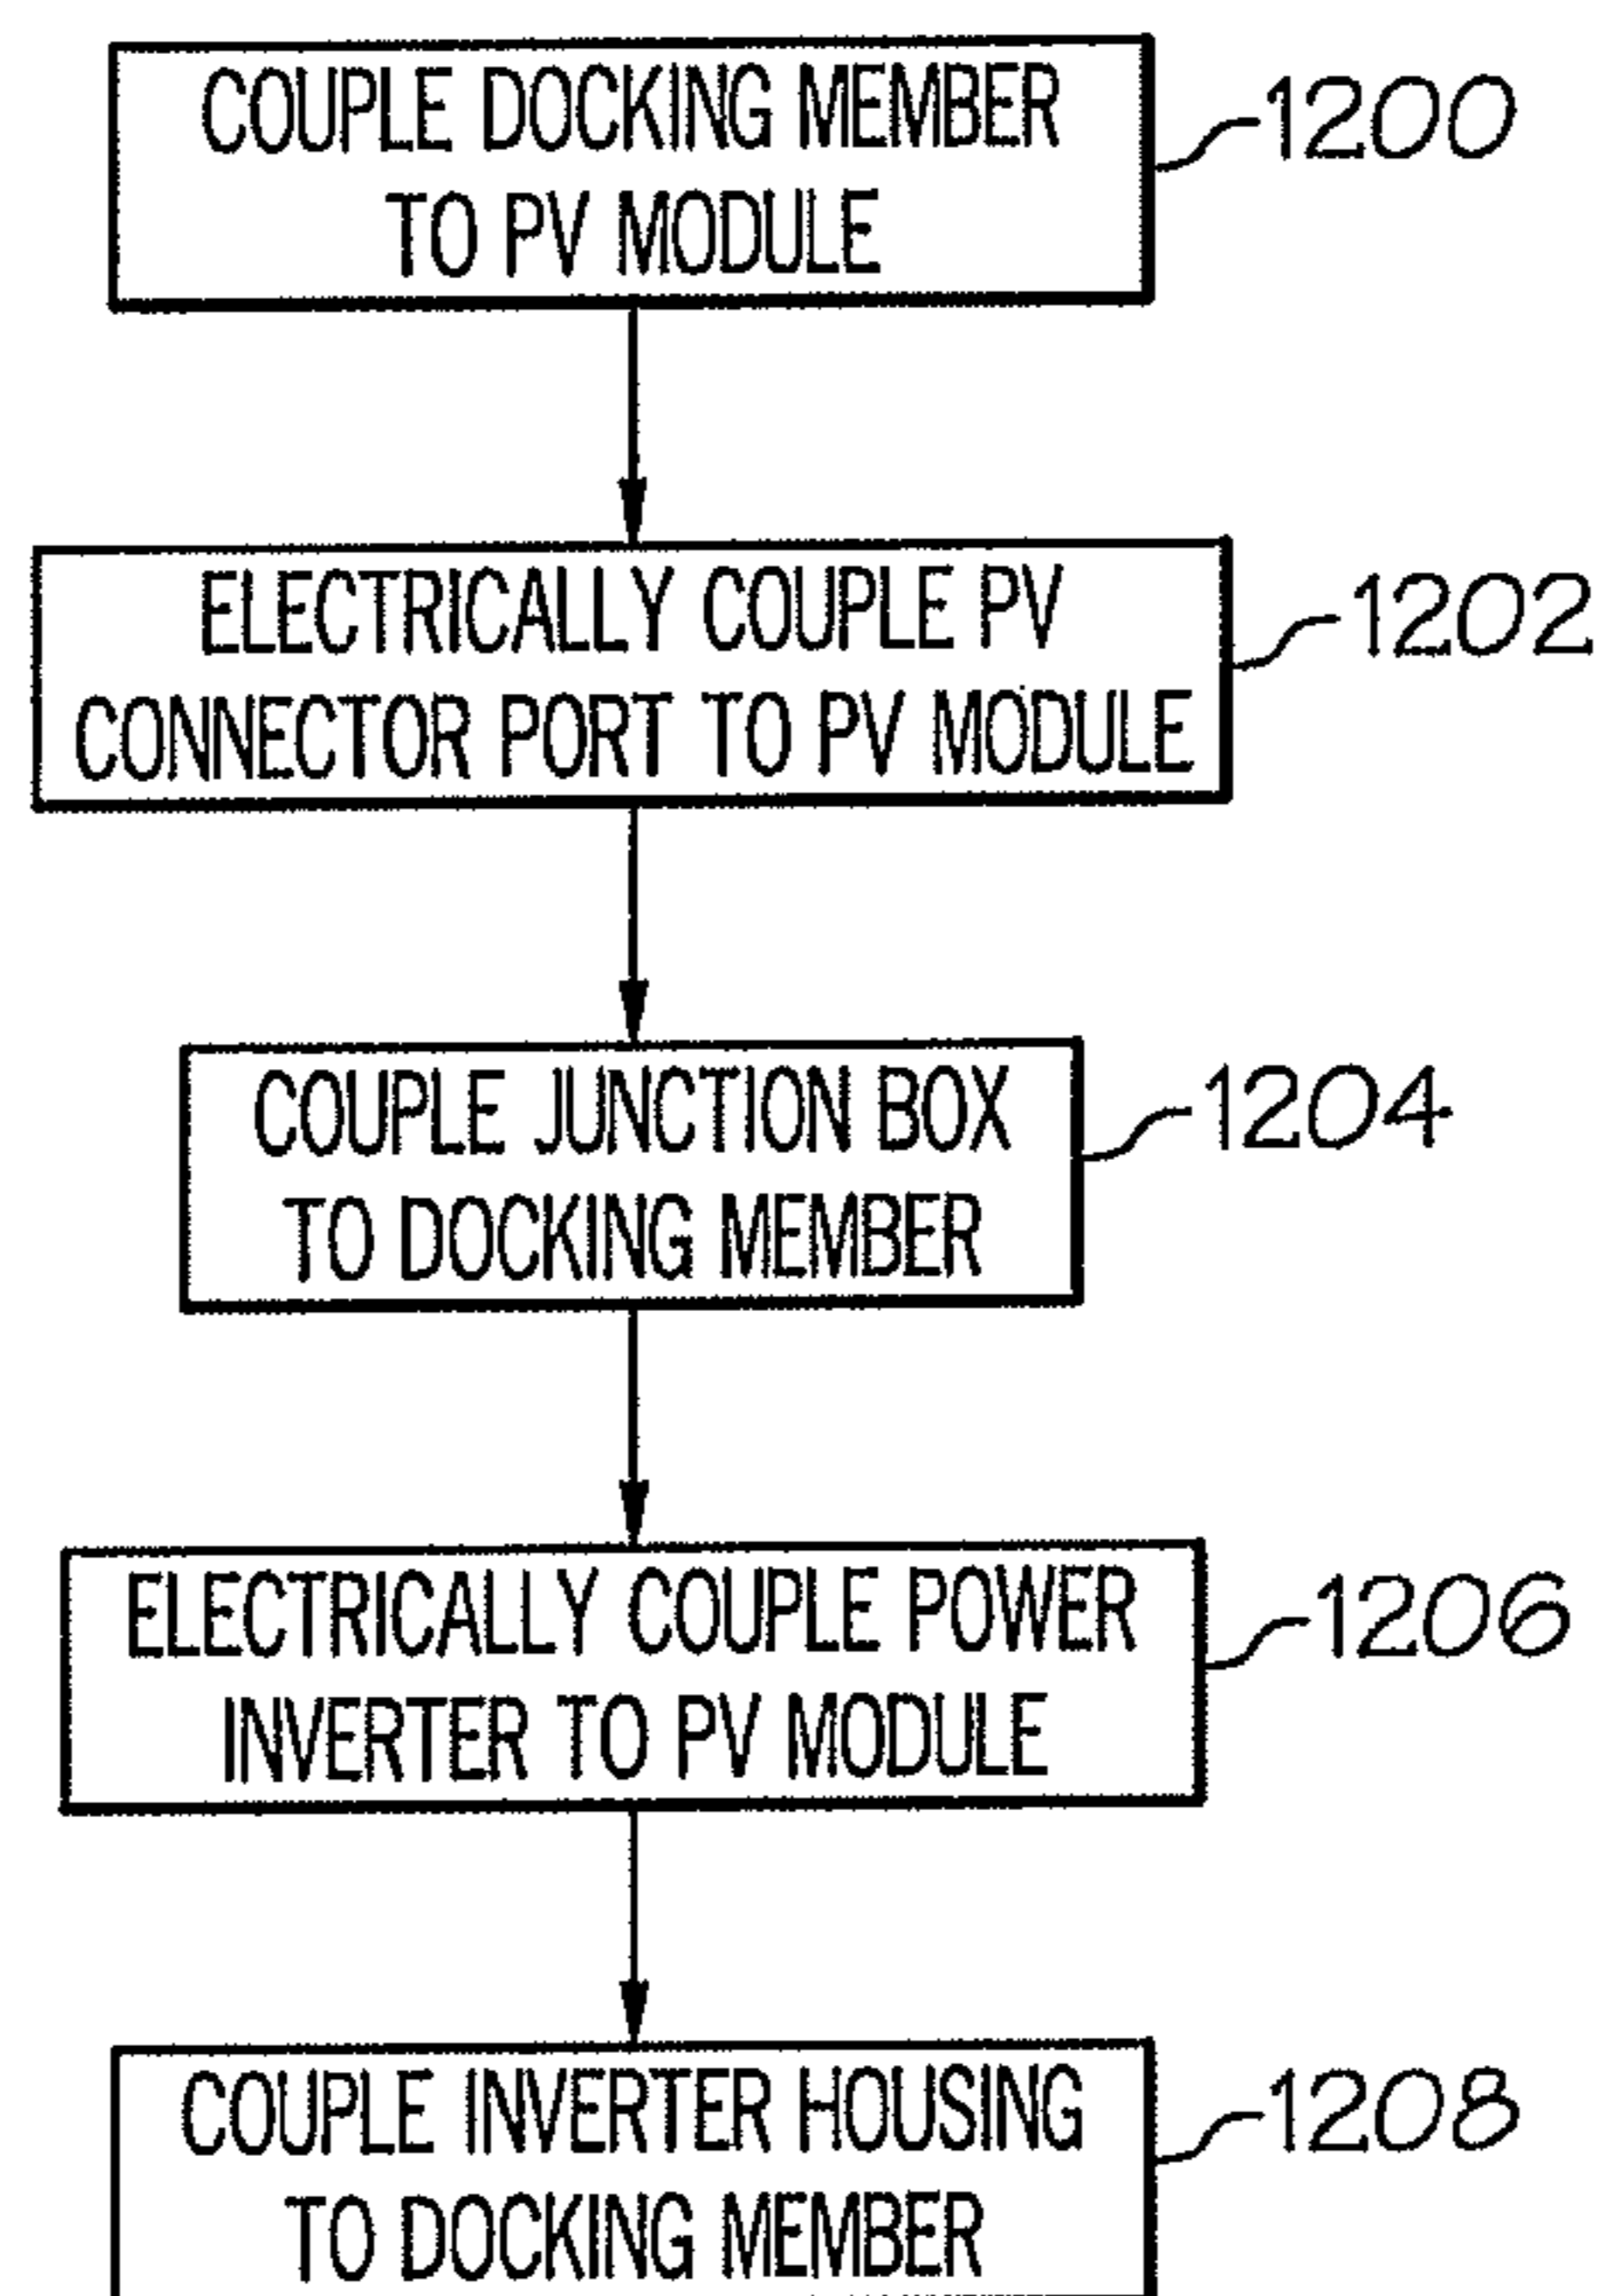 COUPLE DOCKING MEMBER
TO PV MODULE
1200
ELECTRICALLY COUPLE PV
CONNECTOR PORT TO PV MODULE
1202
COUPLE JUNCTION BOX
TO DOCKING MEMBER
1204
ELECTRICALLY COUPLE POWER
INVERTER TO PV MODULE
1206
COUPLE INVERTER HOUSING
TO DOCKING MEMBER
1208